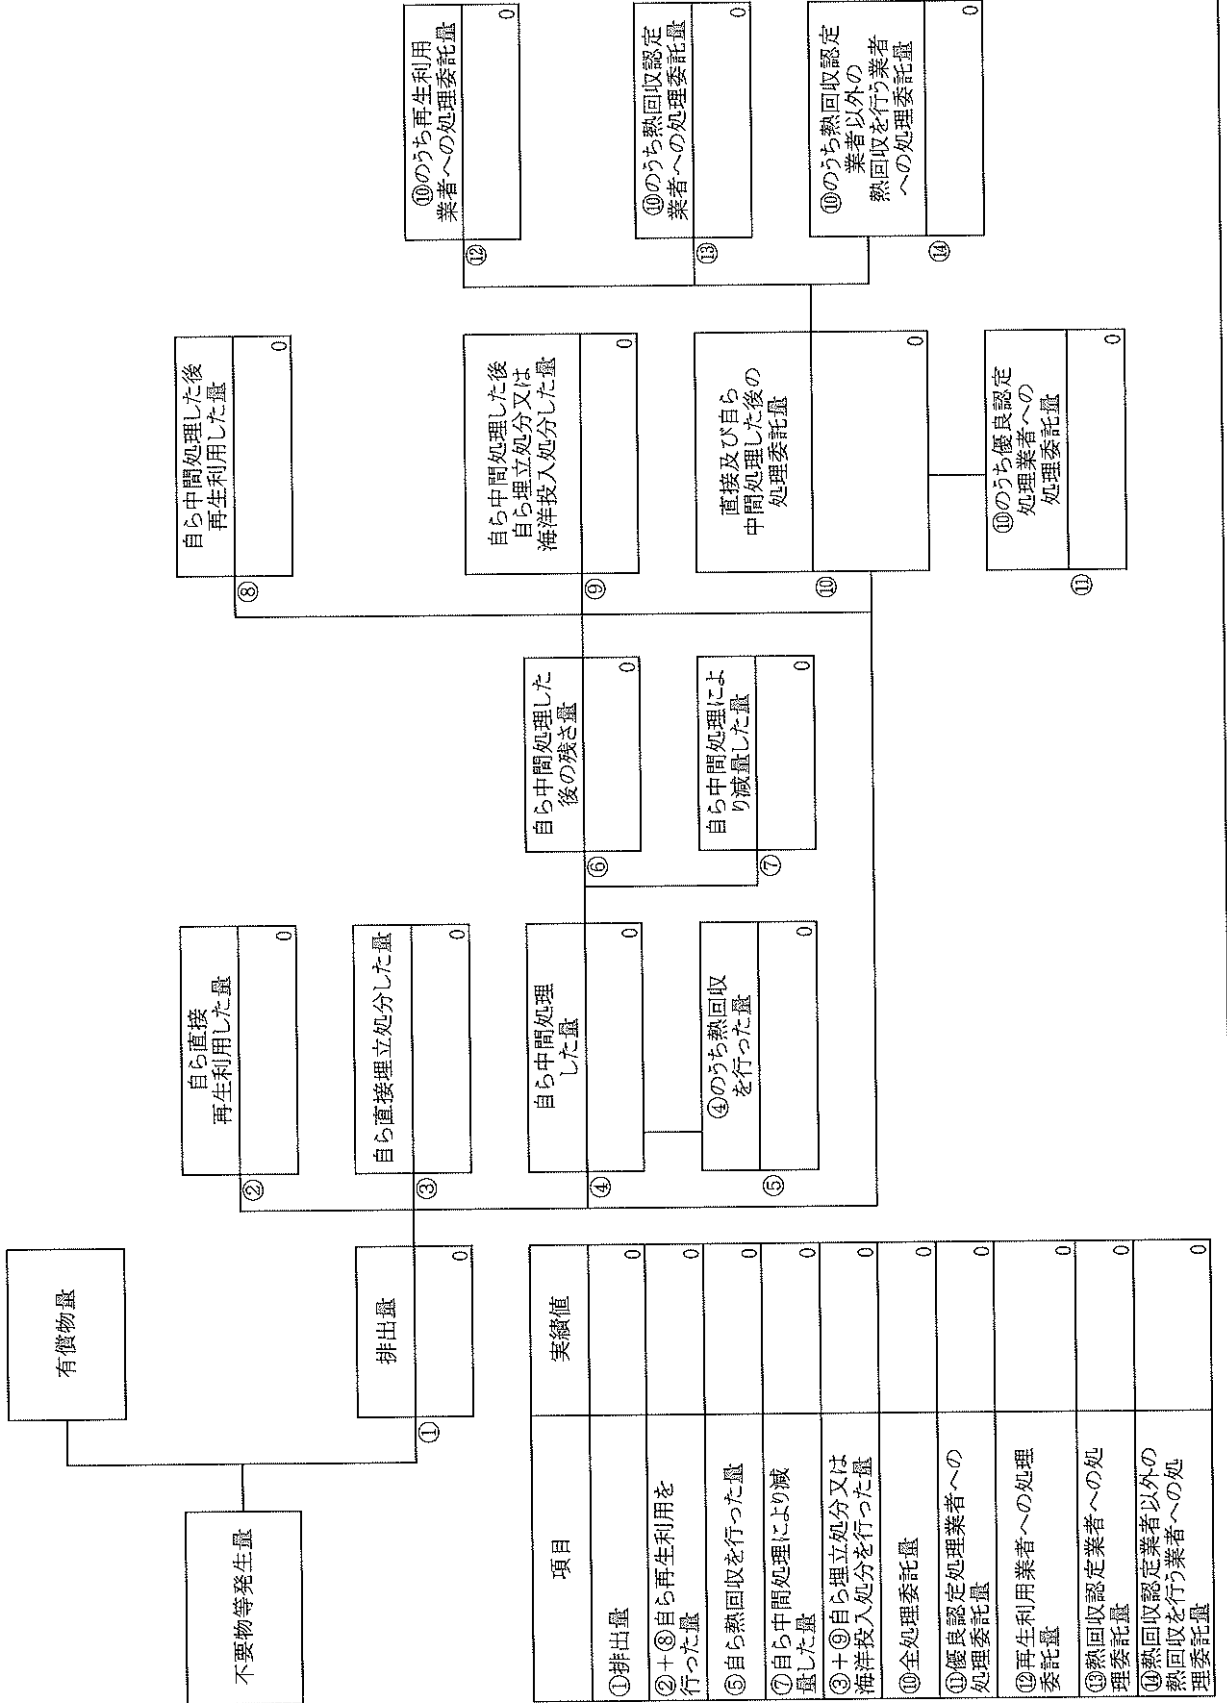 不要物等発生量
有償物量
①
排出量
0
②
自ら直接
再生利用した量
0
③
自ら直接埋立処分した量
0
④
自ら中間処理
した量
0
⑤
④のうち熱回収
を行った量
0
⑥
自ら中間処理した
後の残さ量
0
⑦
自ら中間処理によ
り減量した量
0
⑧
自ら中間処理した後
再生利用した量
0
⑨
自ら中間処理した後
自ら埋立処分又は
海洋投入処分した量
0
⑩
直接及び自ら
中間処理した後の
処理委託量
0
⑪
⑩のうち優良認定
処理業者への
処理委託量
0
⑫
⑩のうち再生利用
業者への処理委託量
0
⑬
⑩のうち熱回収認定
業者への処理委託量
0
⑭
⑩のうち熱回収認定
業者以外の
熱回収を行う業者
への処理委託量
0
項目 実績値
①排出量 0
②+⑧自ら再生利用を
行った量 0
⑤自ら熱回収を行った量 0
⑦自ら中間処理により減
量した量 0
③+⑨自ら埋立処分又は
海洋投入処分を行った量 0
⑩全処理委託量 0
⑪優良認定処理業者への
処理委託量 0
⑫再生利用業者への処理
委託量 0
⑬熱回収認定業者への処
理委託量 0
⑭熱回収認定業者以外の
熱回収を行う業者への処
理委託量 0